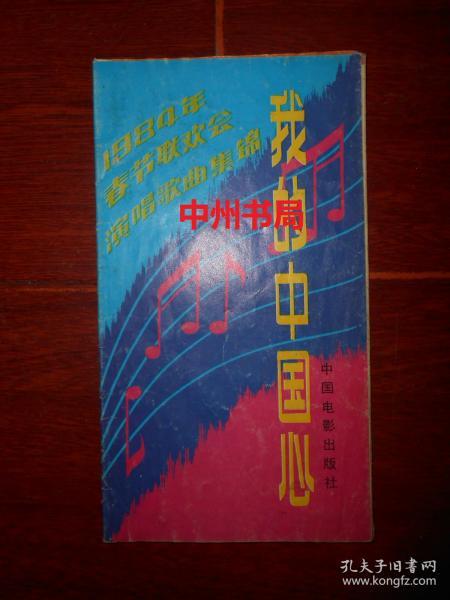 1984年
春节联欢会
演唱歌曲集锦
我的中国心
中州书局
中国电影出版社
孔夫子旧书网
www.kongfz.com